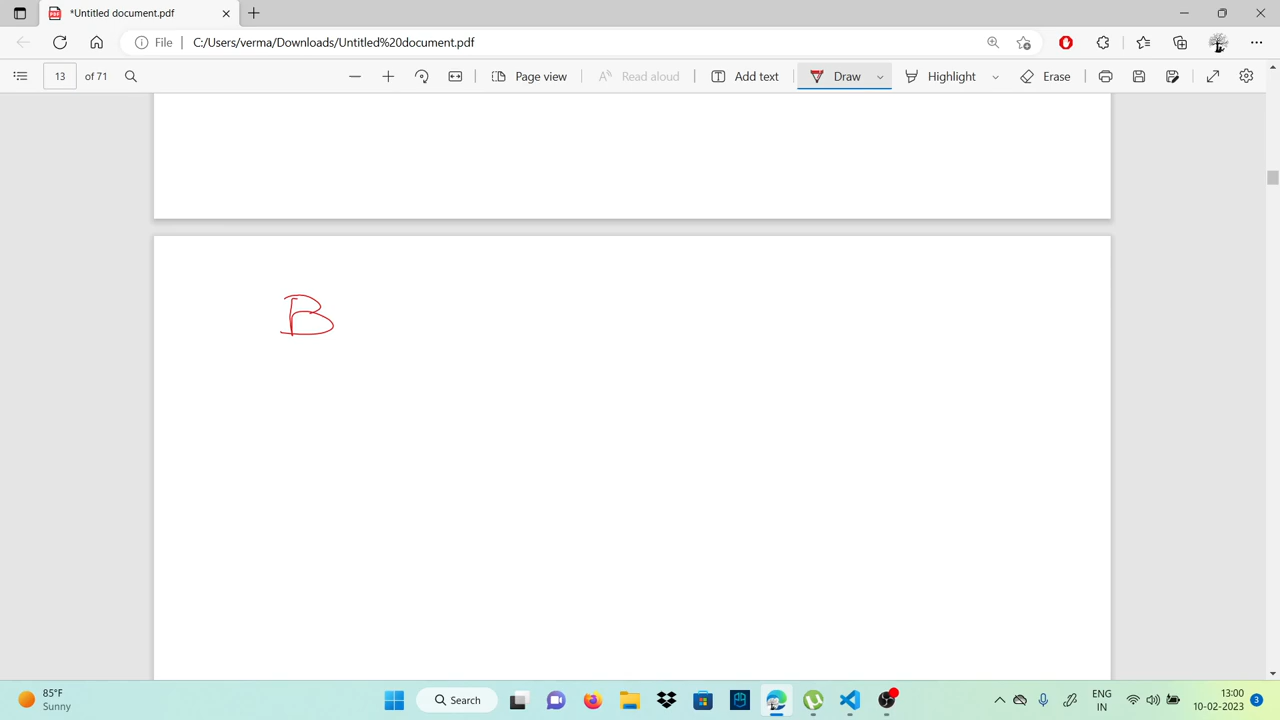 *Untitled document.pdf
File C:/Users/verma/Downloads/Untitled%20document.pdf
13 of 71 Page view Read aloud Add text Draw Highlight Erase
B
85°F
Sunny
Search
ENG
IN
13:00
10-02-2023
3